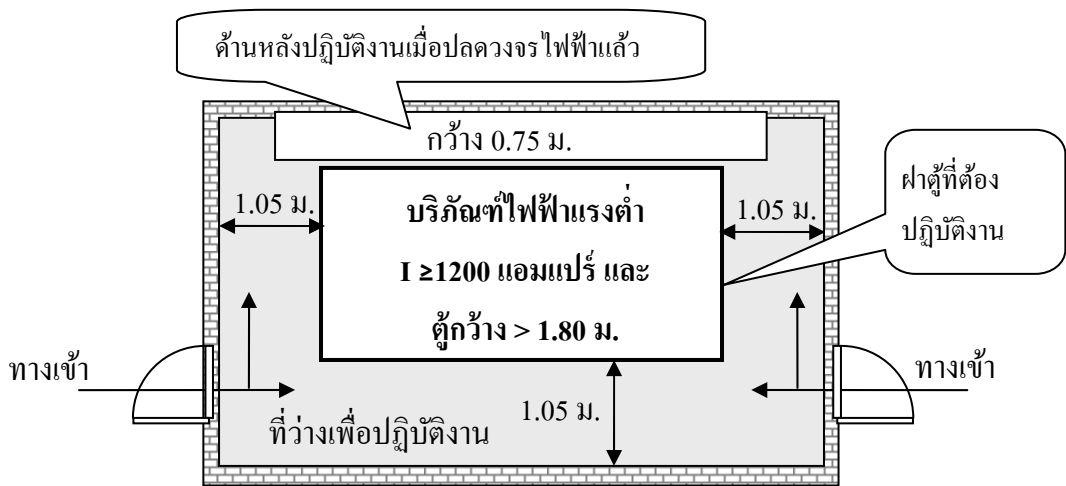 ด้านหลังปฏิบัติงานเมื่อปลดวงจรไฟฟ้าแล้ว
กว้าง 0.75 ม.
1.05 ม.
บริภัณฑ์ไฟฟ้าแรงต่ำ
I ≥1200 แอมแปร์ และ
ตู้กว้าง > 1.80 ม.
1.05 ม.
ฝาตู้ที่ต้อง
ปฏิบัติงาน
ทางเข้า
ทางเข้า
1.05 ม.
ที่ว่างเพื่อปฏิบัติงาน